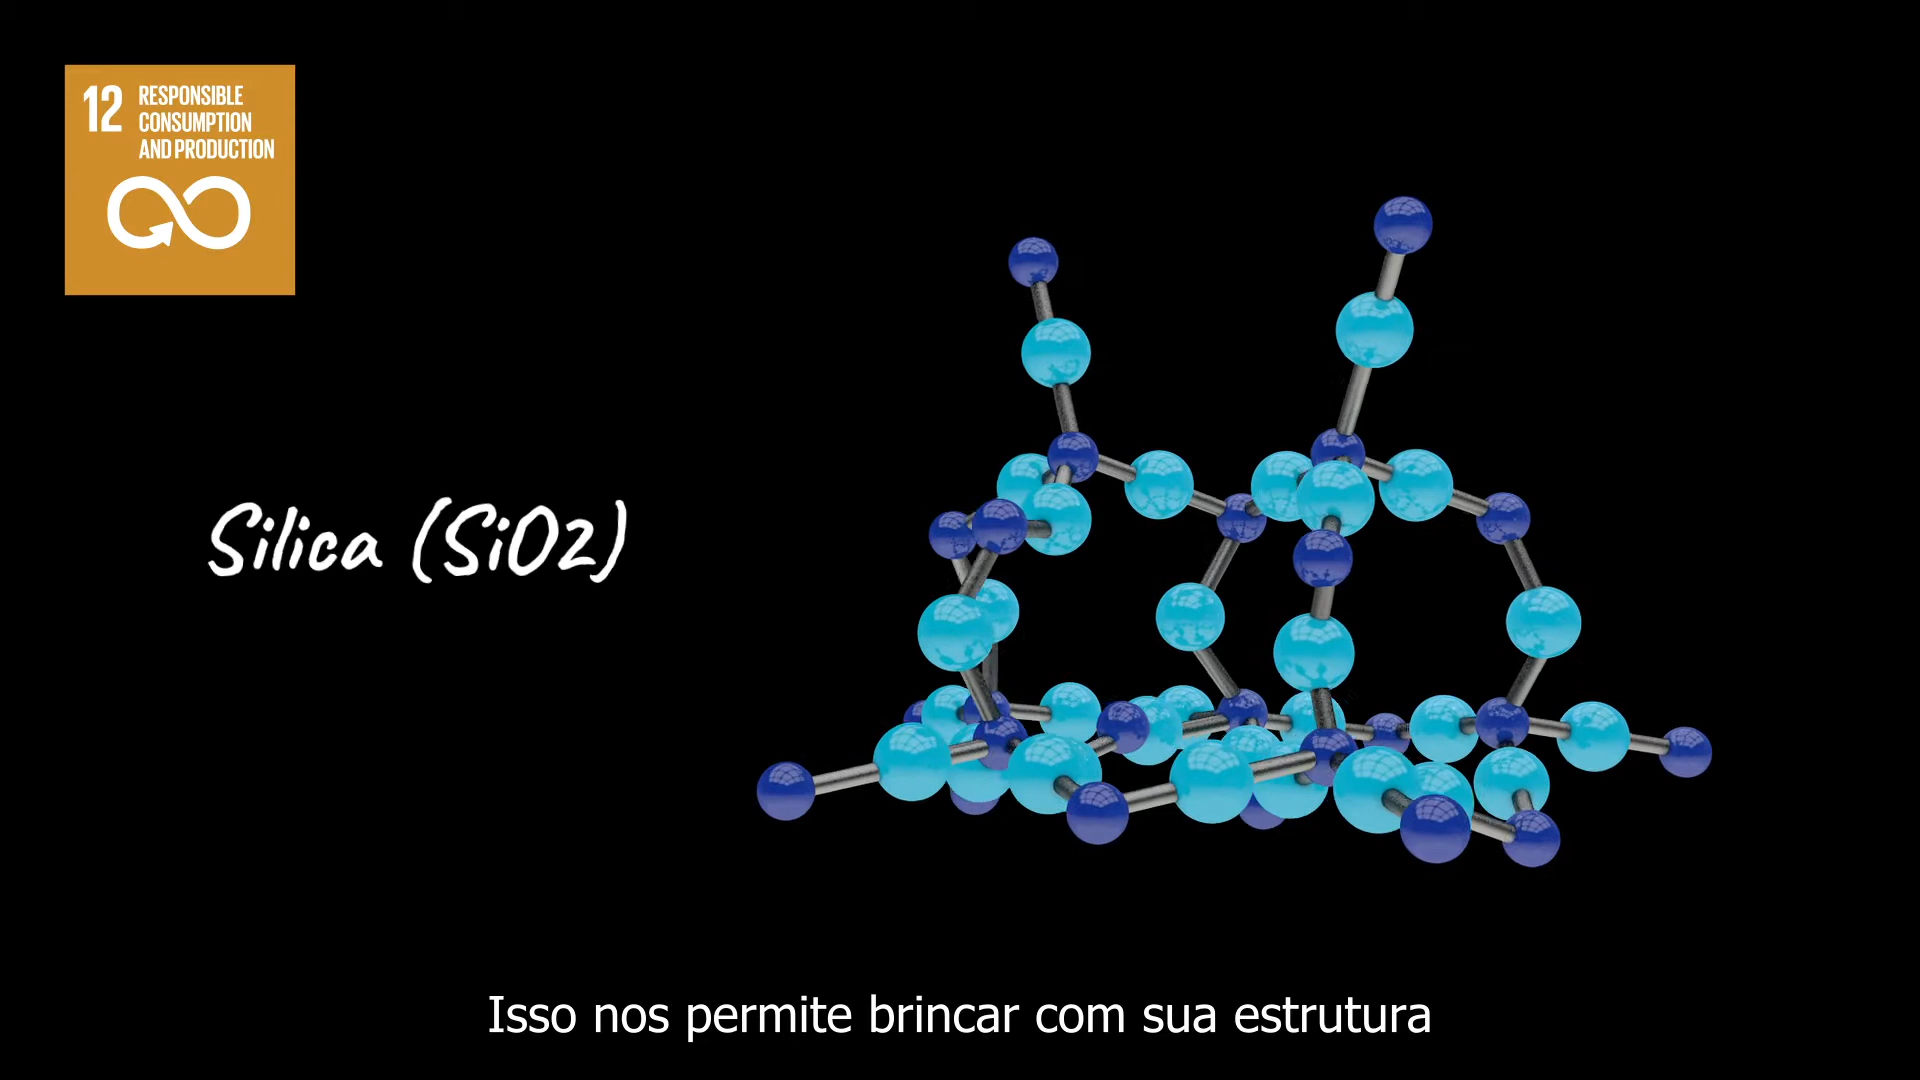 12 RESPONSIBLE
CONSUMPTION
AND PRODUCTION
Silica (SiO2)
Isso nos permite brincar com sua estrutura